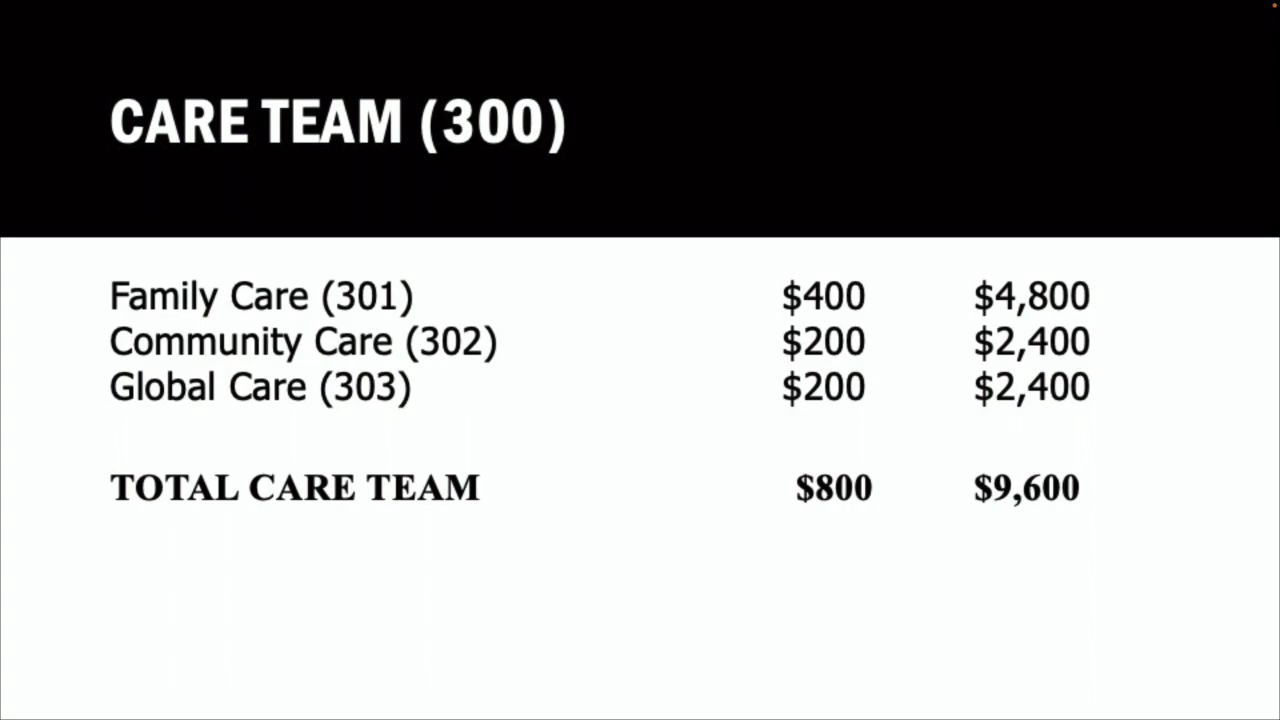 CARE TEAM (300)
Family Care (301) $400 $4,800
Community Care (302) $200 $2,400
Global Care (303) $200 $2,400
TOTAL CARE TEAM $800 $9,600